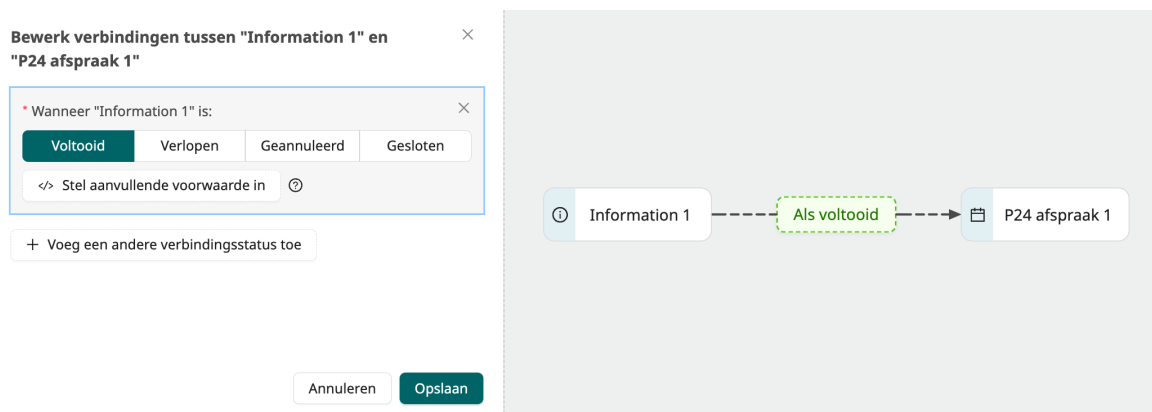 Bewerk verbindingen tussen "Information 1" en
"P24 afspraak 1"
* Wanneer "Information 1" is:
Voltooid Verlopen Geannuleerd Gesloten
</> Stel aanvullende voorwaarde in ?
+ Voeg een andere verbindingsstatus toe
Annuleren Opslaan
Information 1 Als voltooid P24 afspraak 1